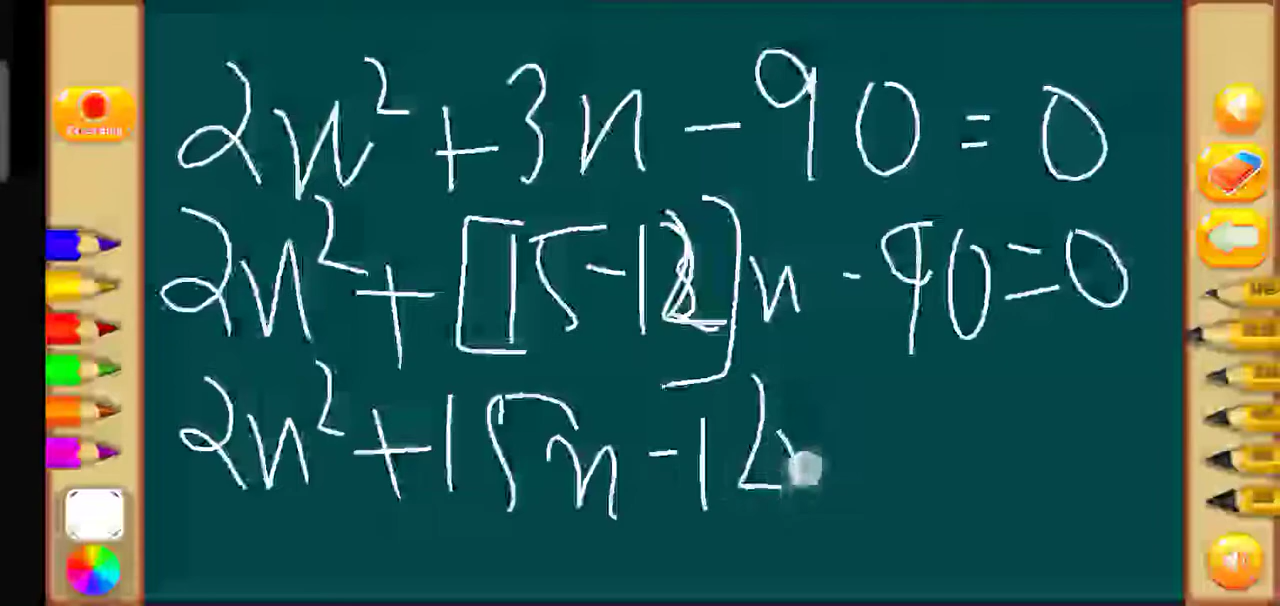 2n² + 3n - 90 = 0
2n² + [15 - 12]n - 90 = 0
2n² + 15n - 12